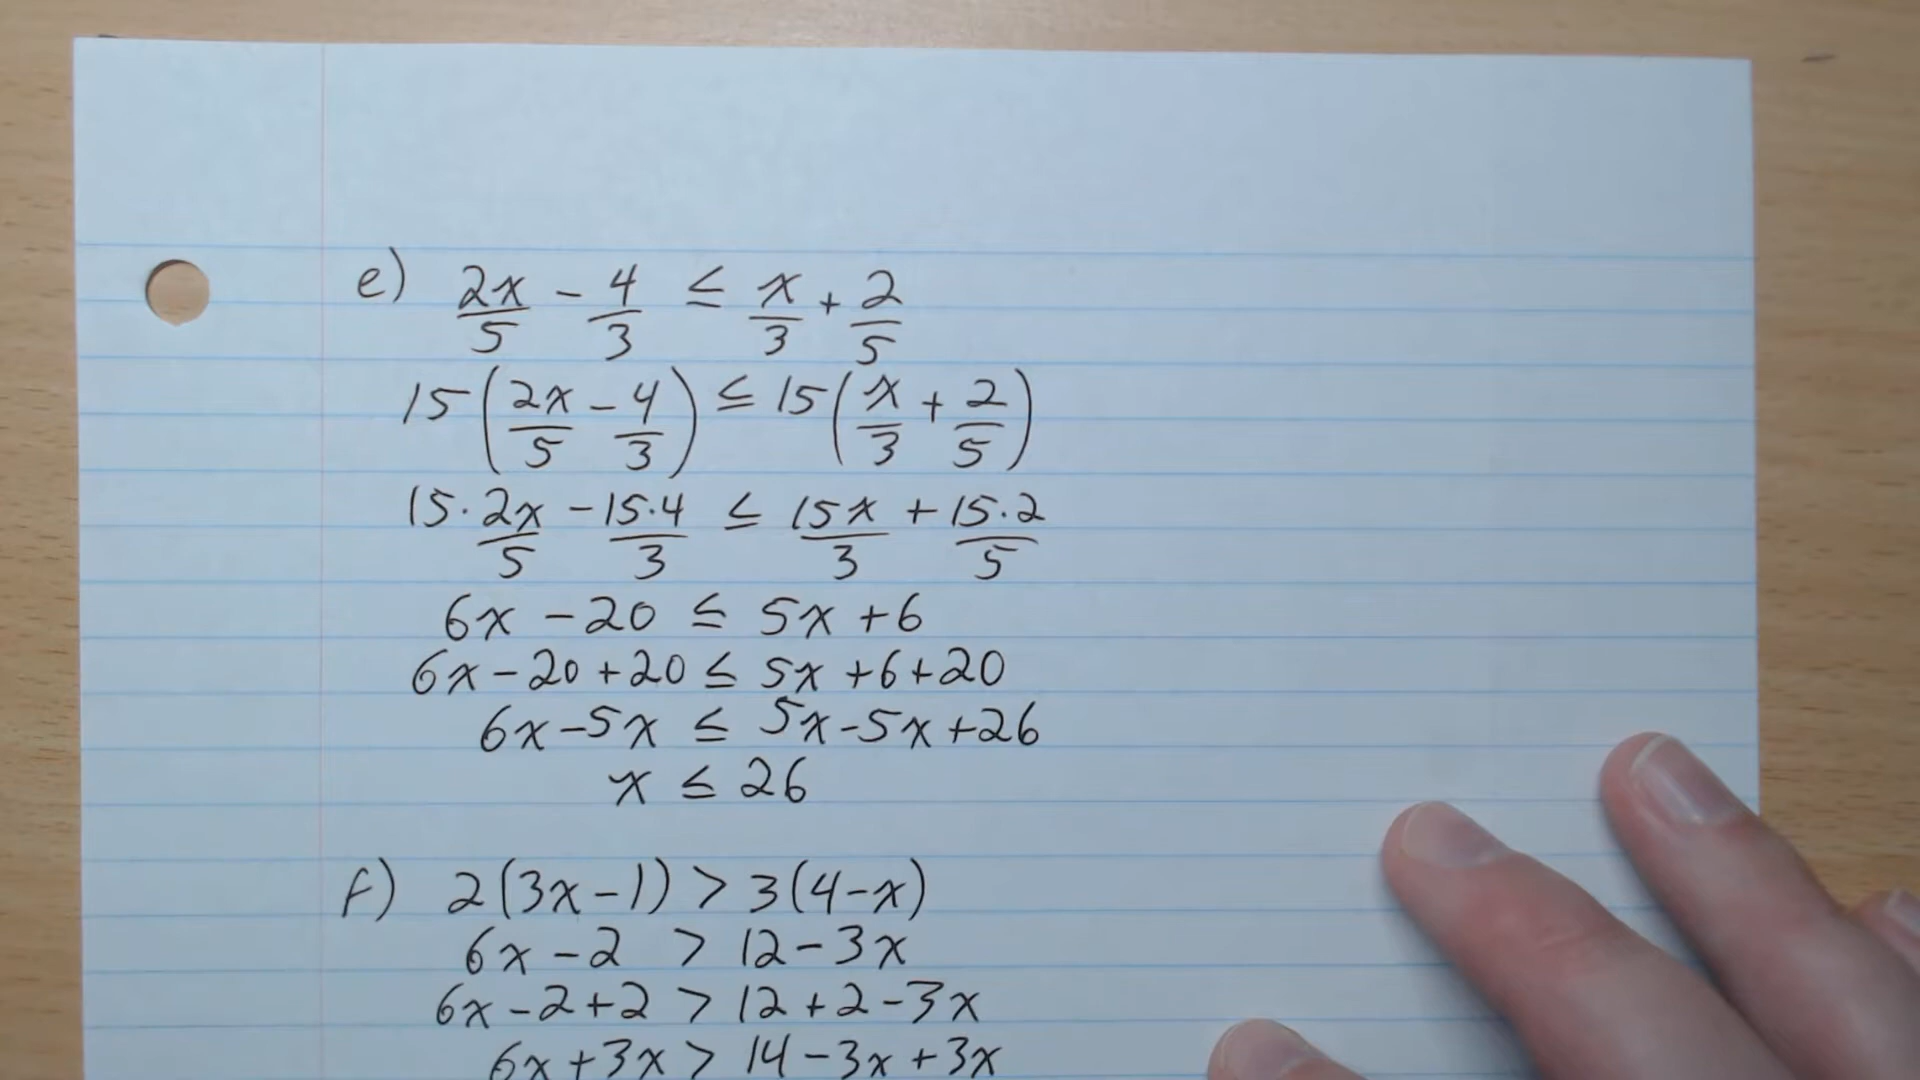 e) 2x/5 - 4/3 ≤ x/3 + 2/5
15(2x/5 - 4/3) ≤ 15(x/3 + 2/5)
15·2x/5 - 15·4/3 ≤ 15x/3 + 15·2/5
6x - 20 ≤ 5x + 6
6x - 20 + 20 ≤ 5x + 6 + 20
6x - 5x ≤ 5x - 5x + 26
x ≤ 26
f) 2(3x - 1) > 3(4 - x)
6x - 2 > 12 - 3x
6x - 2 + 2 > 12 + 2 - 3x
6x + 3x > 14 - 3x + 3x